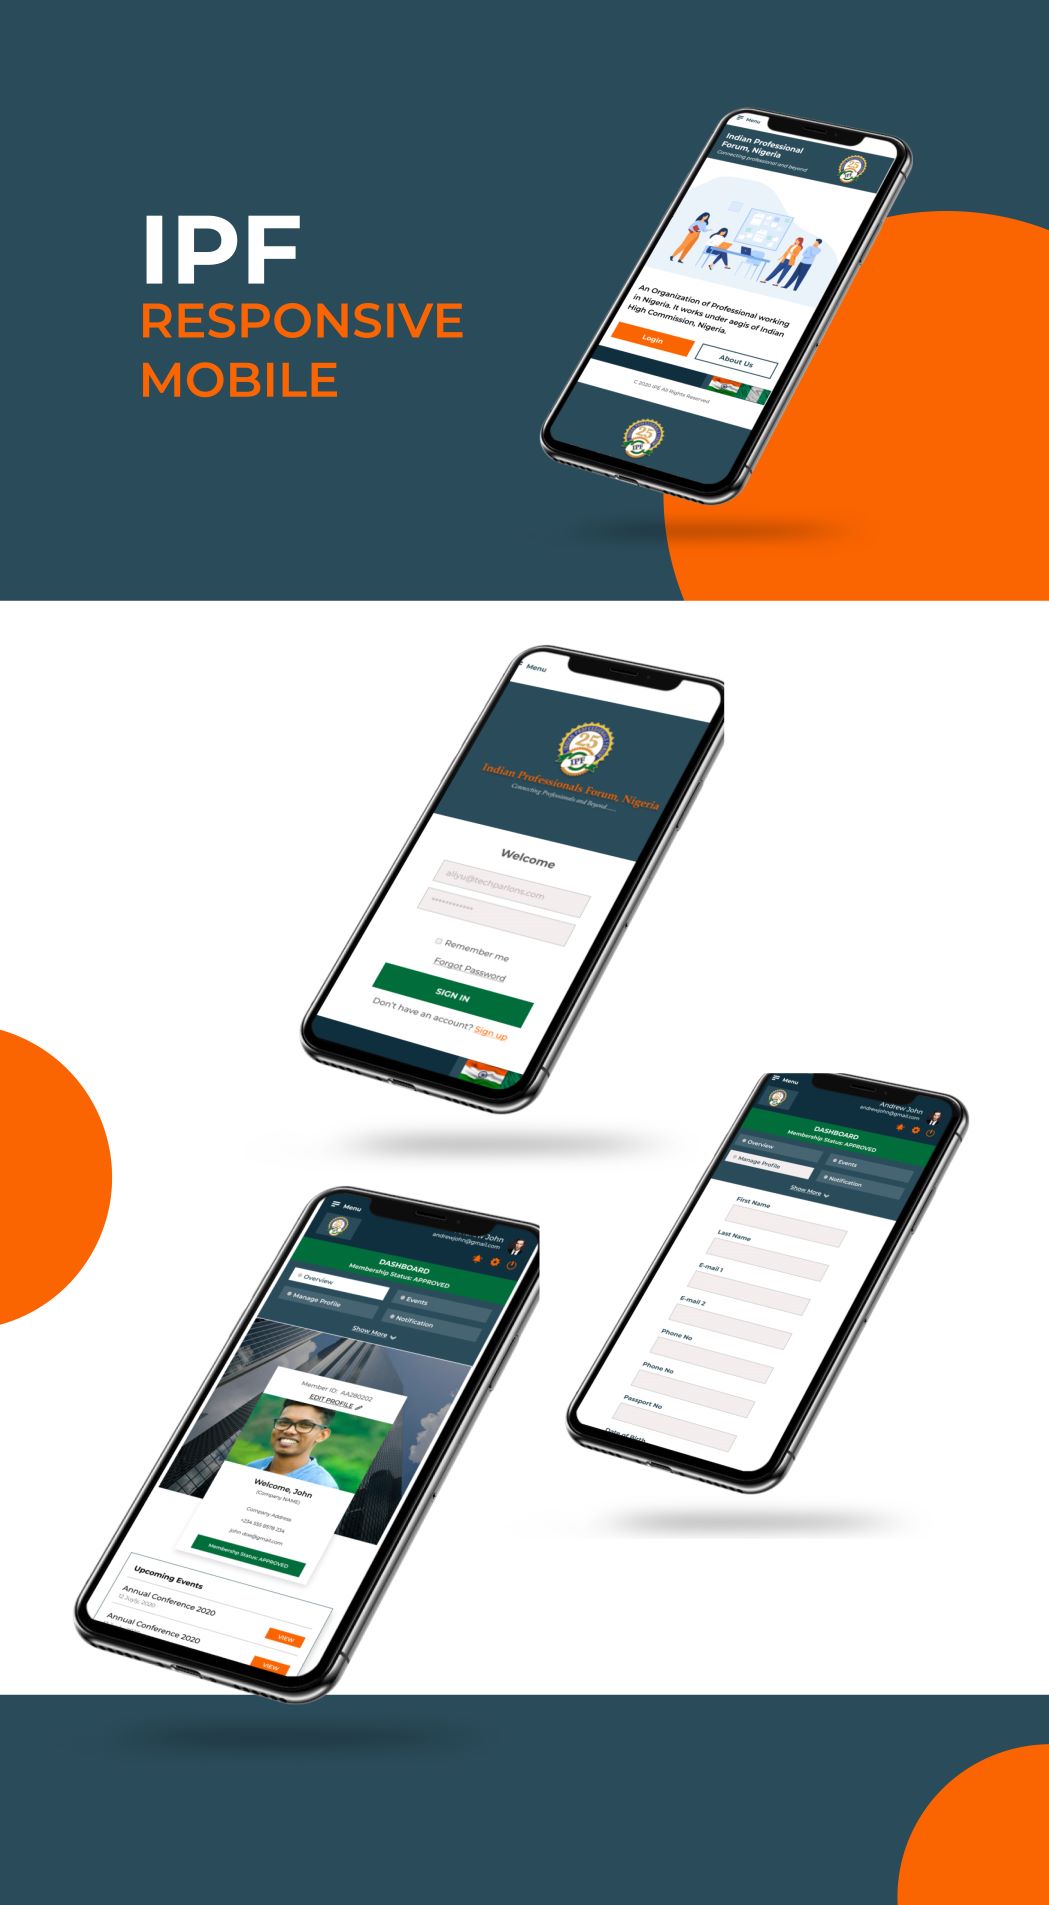 IPF
RESPONSIVE
MOBILE
Menu
Indian Professional
Forum, Nigeria
Connecting professional and beyond
An Organization of Professional working
in Nigeria. It works under aegis of Indian
High Commission, Nigeria.
Login
About Us
C 2020 IPF. All Rights Reserved
25
IPF
Menu
25
IPF
Indian Professionals Forum, Nigeria
Connecting Professionals and Beyond......
Welcome
aliyu@techparlons.com
************
Remember me
Forgot Password
SIGN IN
Don't have an account? Sign up
Menu
Andrew John
andrewjohn@gmail.com
DASHBOARD
Membership Status: APPROVED
Overview
Events
Manage Profile
Notification
Show More
First Name
Last Name
E-mail 1
E-mail 2
Phone No
Phone No
Passport No
Date of Birth
Menu
John
andrewjohn@gmail.com
DASHBOARD
Membership Status: APPROVED
Overview
Events
Manage Profile
Notification
Show More
Member ID: AA280202
EDIT PROFILE
Welcome, John
(Company NAME)
Company Address
+234 555 8578 234
john doe@gmail.com
Membershp Status: APPROVED
Upcoming Events
Annual Conference 2020
12 July, 2020
VIEW
Annual Conference 2020
VIEW